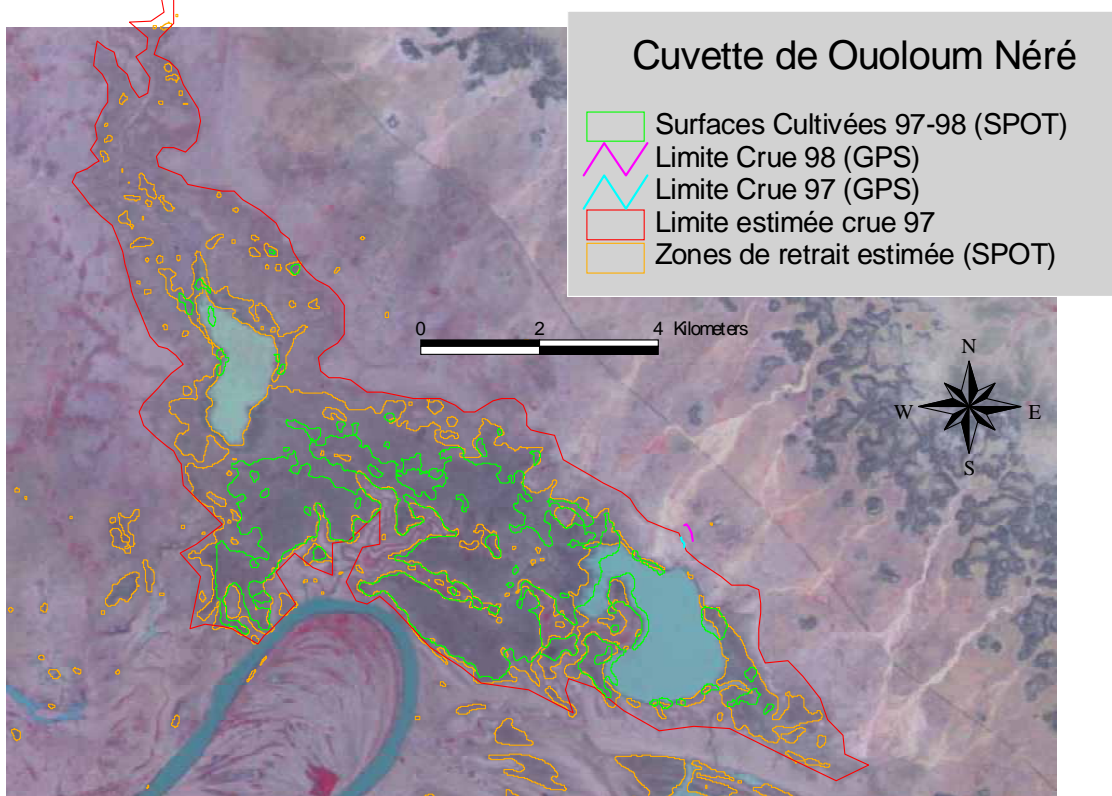 Cuvette de Ouoloum Néré
Surfaces Cultivées 97-98 (SPOT)
Limite Crue 98 (GPS)
Limite Crue 97 (GPS)
Limite estimée crue 97
Zones de retrait estimée (SPOT)
0 2 4 Kilometers
N
W E
S